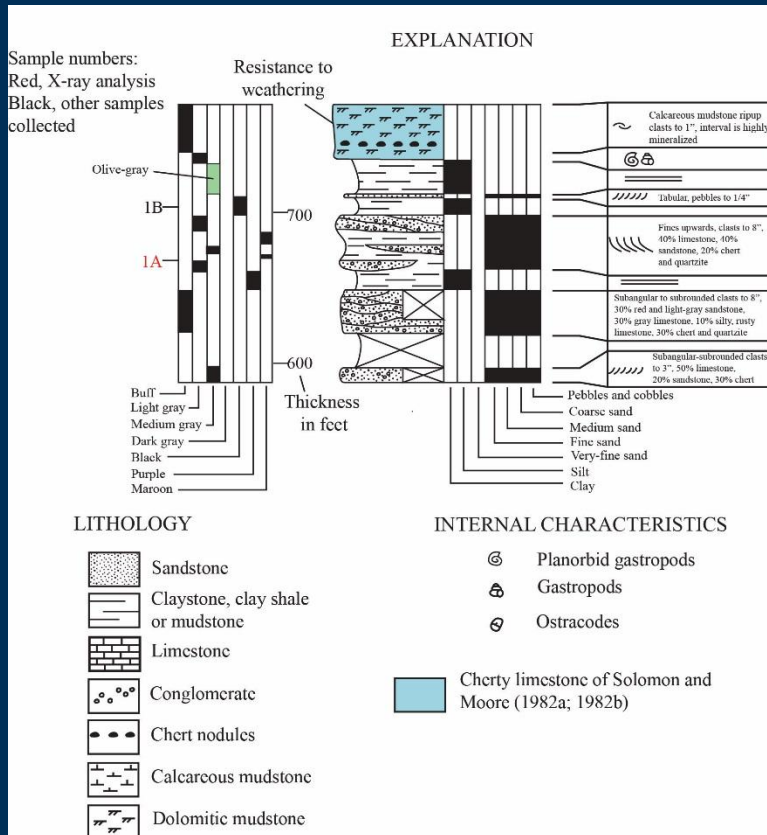 EXPLANATION
Sample numbers:
Red, X-ray analysis
Black, other samples
collected
Resistance to
weathering
Olive-gray
1B
1A
700
600
Thickness
in feet
Calcareous mudstone ripup
clasts to 1”, interval is highly
mineralized
Tabular, pebbles to 1/4”
Fines upwards, clasts to 8”,
40% limestone, 40%
sandstone, 20% chert
and quartzite
Subangular to subrounded clasts to 8”,
30% red and light-gray sandstone,
30% gray limestone, 10% silty, rusty
limestone, 30% chert and quartzite
Subangular-subrounded clasts
to 3”, 50% limestone,
20% sandstone, 30% chert
Buff
Light gray
Medium gray
Dark gray
Black
Purple
Maroon
Pebbles and cobbles
Coarse sand
Medium sand
Fine sand
Very-fine sand
Silt
Clay
LITHOLOGY
Sandstone
Claystone, clay shale
or mudstone
Limestone
Conglomerate
Chert nodules
Calcareous mudstone
Dolomitic mudstone
INTERNAL CHARACTERISTICS
Planorbid gastropods
Gastropods
Ostracodes
Cherty limestone of Solomon and
Moore (1982a; 1982b)